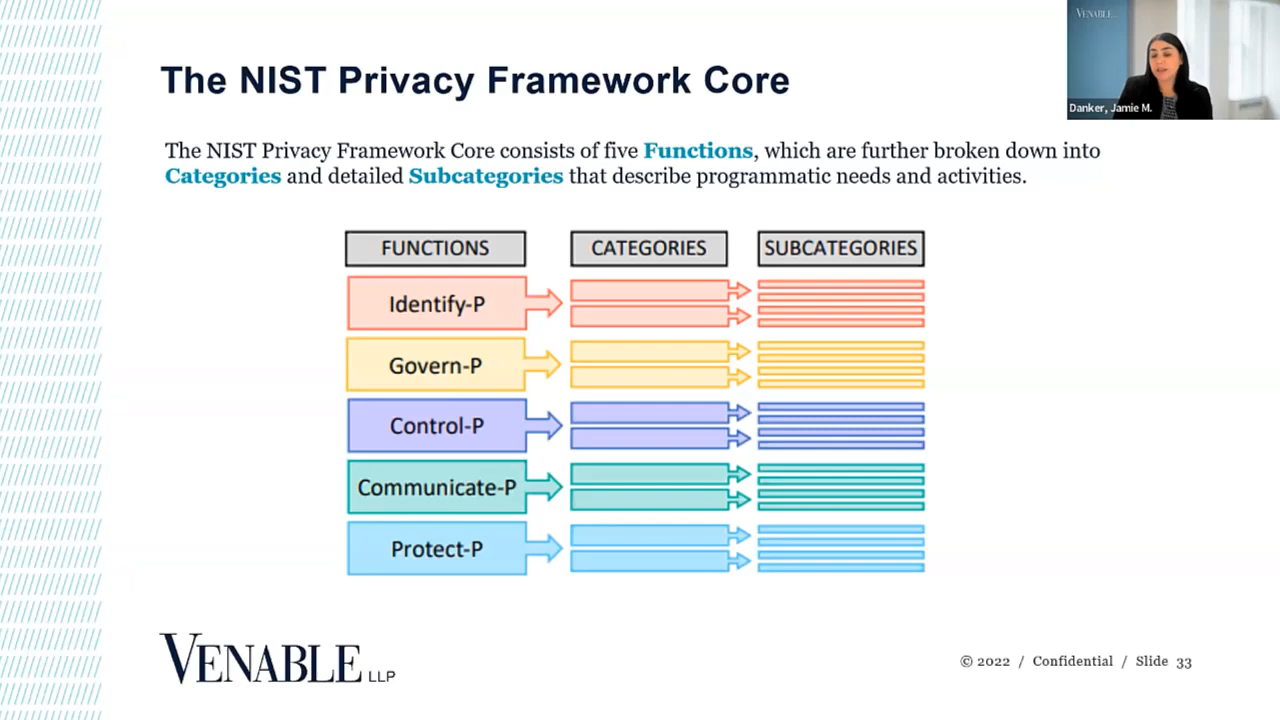 VENABLE
Danker, Jamie M.
The NIST Privacy Framework Core
The NIST Privacy Framework Core consists of five Functions, which are further broken down into
Categories and detailed Subcategories that describe programmatic needs and activities.
FUNCTIONS
CATEGORIES
SUBCATEGORIES
Identify-P
Govern-P
Control-P
Communicate-P
Protect-P
VENABLE LLP
© 2022 / Confidential / Slide 33